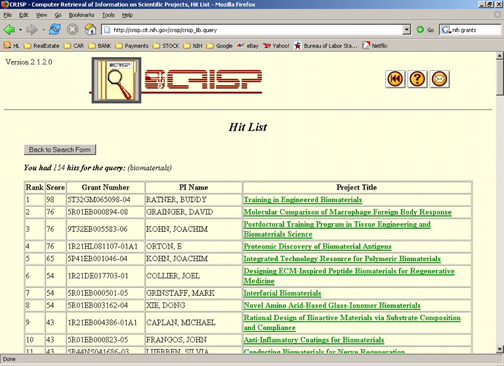 CRISP - Computer Retrieval of Information on Scientific Projects, Hit List - Mozilla Firefox
File Edit View Go Bookmarks Tools Help
http://crisp.cit.nih.gov/crisp/crisp_lib.query Go nih grants
HL RealEstate CAR BANK Payments STOCK NBH Google eBay Yahoo! Bureau of Labor Sta... Netflix
Version 2.1.2.0
CRISP
Hit List
Back to Search Form
You had 154 hits for the query: (biomaterials)
Rank Score Grant Number PI Name Project Title
1 98 5T32GM065098-04 RATNER, BUDDY Training in Engineered Biomaterials
2 76 5R01EB000894-08 GRAINGER, DAVID Molecular Comparison of Macrophage Foreign Body Response
3 76 9T32EB005583-06 KOHN, JOACHIM Postdoctoral Training Program in Tissue Engineering and
Biomaterials Science
4 76 1R21HL081107-01A1 ORTON, E Proteomic Discovery of Biomaterial Antigens
5 65 5P41EB001046-04 KOHN, JOACHIM Integrated Technology Resource for Polymeric Biomaterials
6 54 1R21DE017703-01 COLLIER, JOEL Designing ECM-Inspired Peptide Biomaterials for Regenerative
Medicine
7 54 5R01EB000501-05 GRINSTAFF, MARK Interfacial Biomaterials
8 54 5R01EB003162-04 XIE, DONG Novel Amino Acid-Based Glass-Ionomer Biomaterials
9 43 1R21EB004386-01A1 CAPLAN, MICHAEL Rational Design of Bioactive Materials via Substrate Composition
and Compliance
10 43 5R01EB000823-05 FRANGOS, JOHN Anti-Inflamatory Coatings for Biomaterials
11 43 5R44NS041686-03 LUEBBEN, SILVIA Conducting Biomaterials for Nerve Regeneration
Done